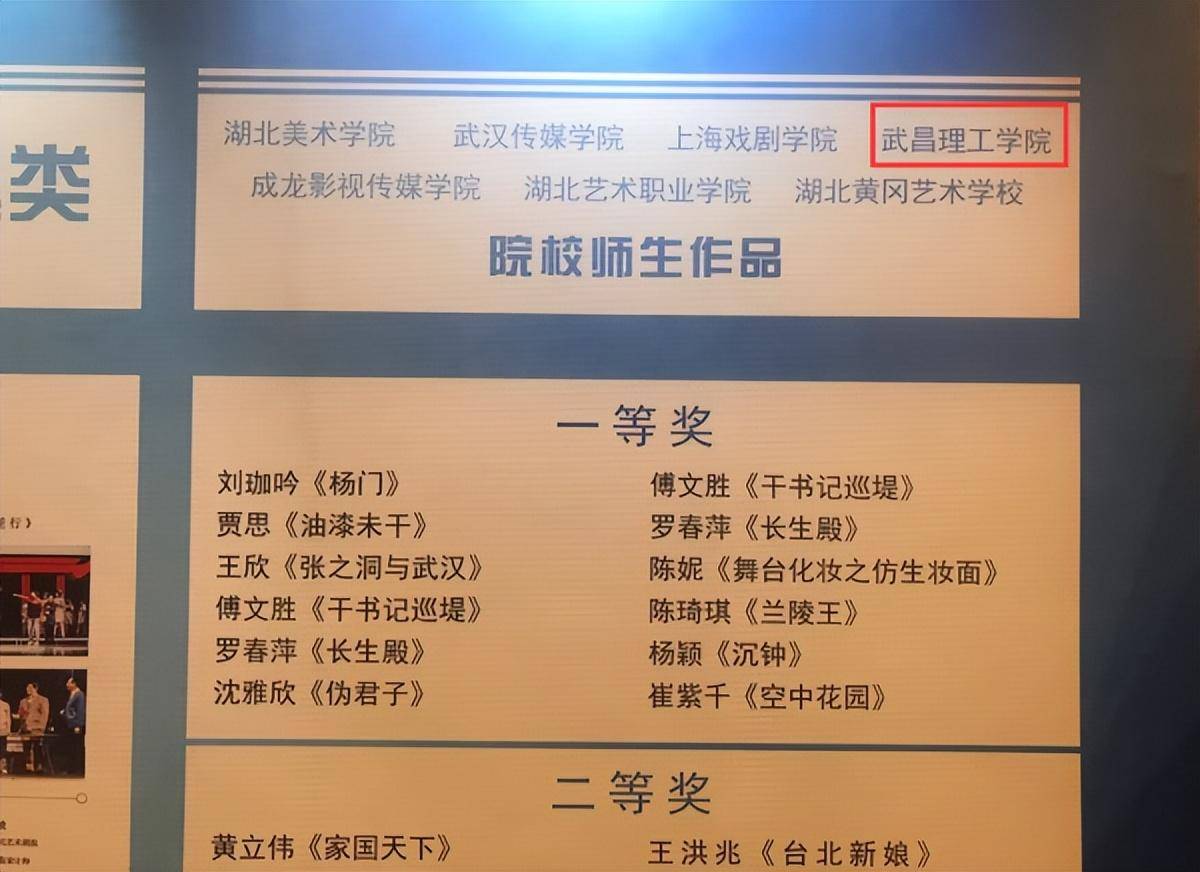 类
湖北美术学院 武汉传媒学院 上海戏剧学院 武昌理工学院
成龙影视传媒学院 湖北艺术职业学院 湖北黄冈艺术学校
院校师生作品
一等奖
刘珈吟《杨门》 傅文胜《干书记巡堤》
贾思《油漆未干》 罗春萍《长生殿》
王欣《张之洞与武汉》 陈妮《舞台化妆之仿生妆面》
傅文胜《干书记巡堤》 陈琦琪《兰陵王》
罗春萍《长生殿》 杨颖《沉钟》
沈雅欣《伪君子》 崔紫千《空中花园》
二等奖
黄立伟《家国天下》 王洪兆《台北新娘》
行》